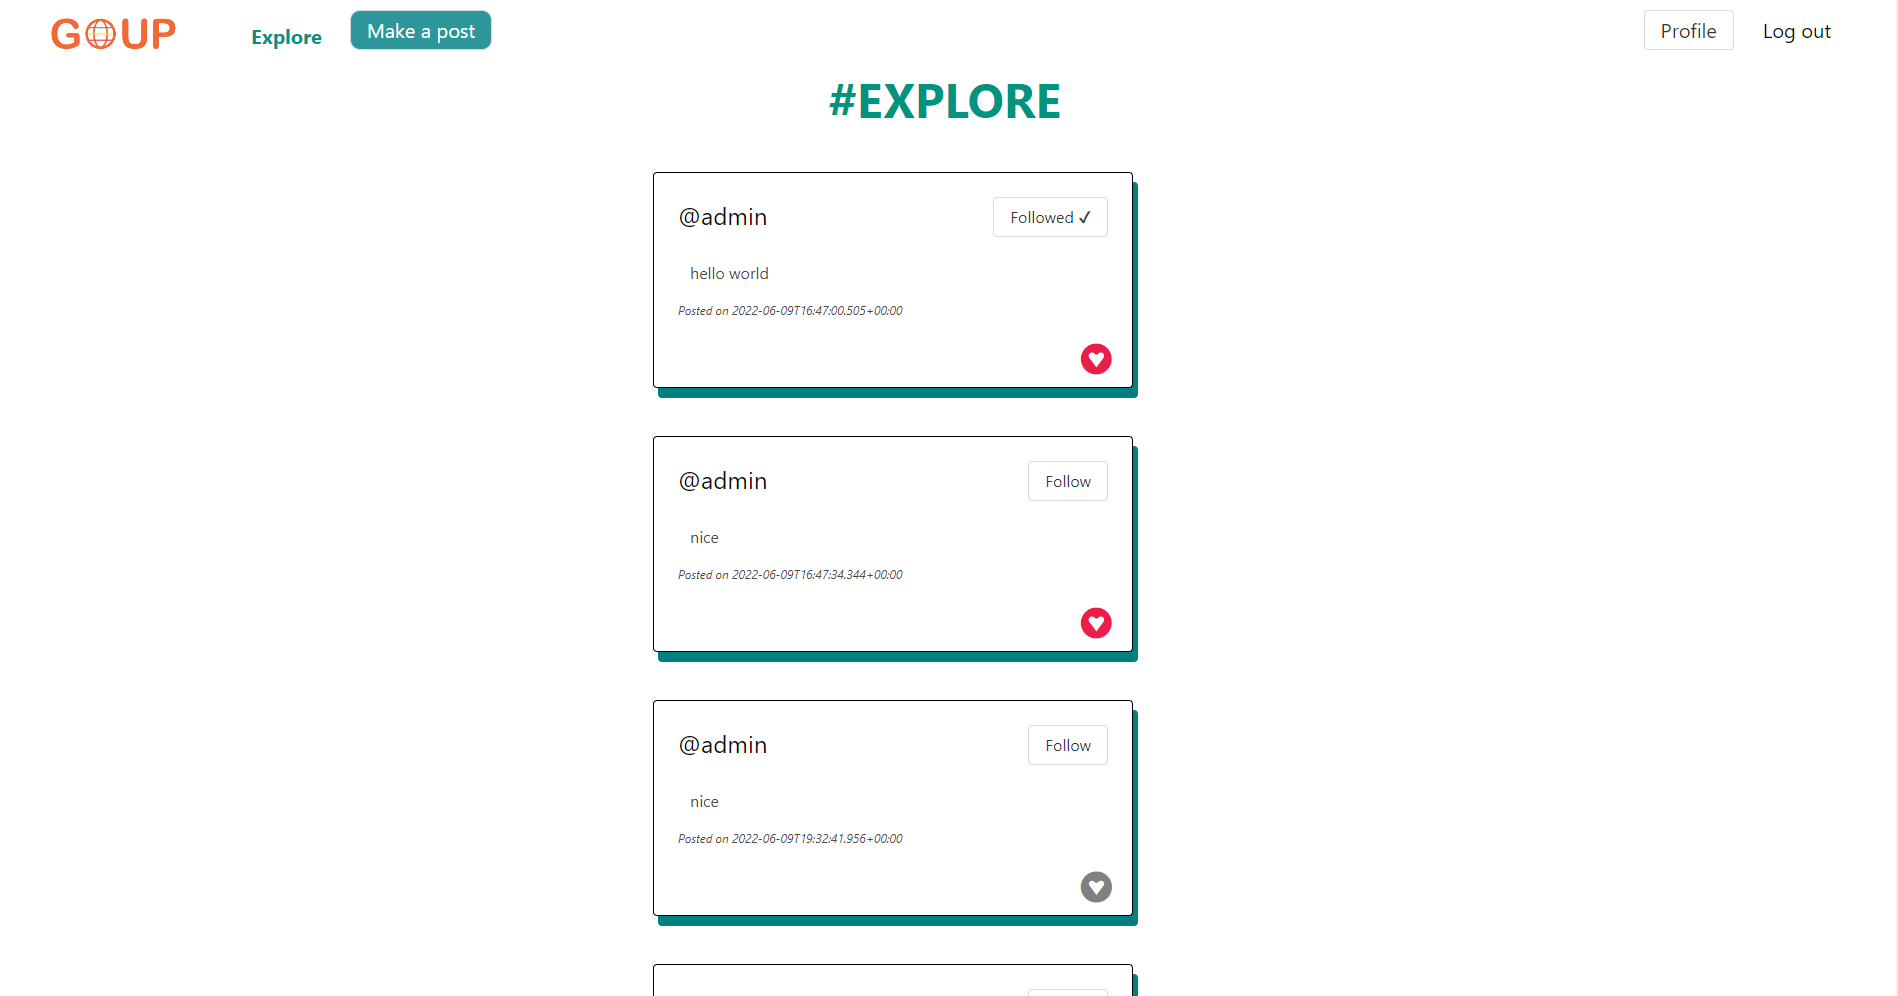 GOUP Explore Make a post Profile Log out
#EXPLORE
@admin Followed ✓
hello world
Posted on 2022-06-09T16:47:00.505+00:00
@admin Follow
nice
Posted on 2022-06-09T16:47:34.344+00:00
@admin Follow
nice
Posted on 2022-06-09T19:32:41.956+00:00